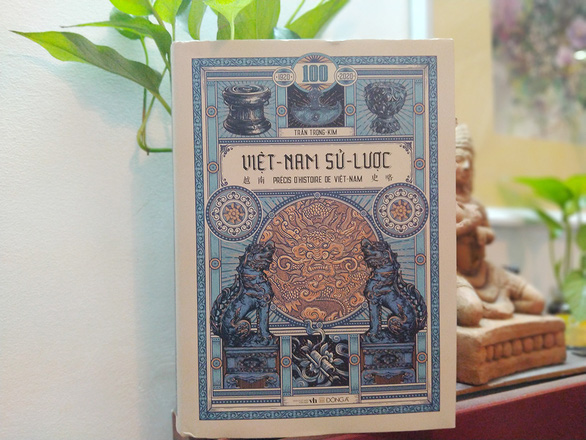 100
1920 2020
TRẦN TRỌNG-KIM
VIỆT-NAM SỬ-LƯỢC
越 南 PRÉCIS D'HISTOIRE DE VIỆT-NAM 史 略
vh ĐÔNG A